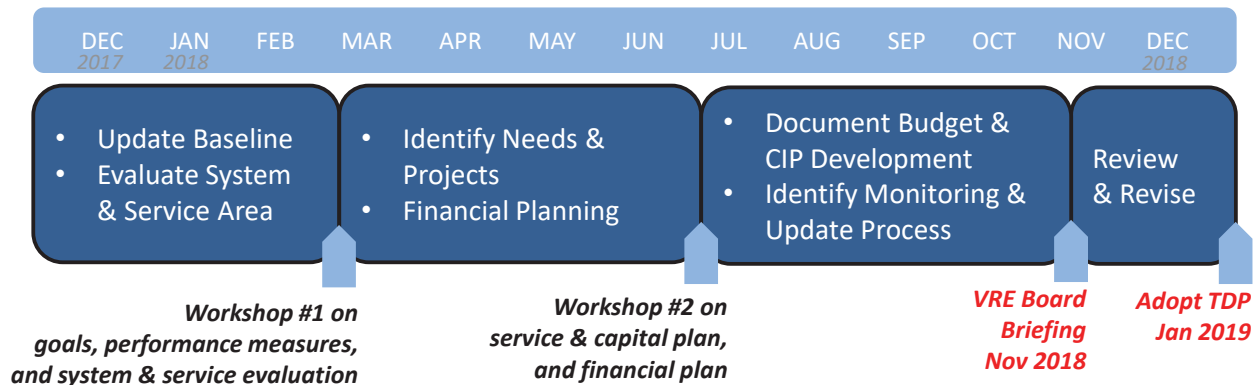 DEC JAN FEB MAR APR MAY JUN JUL AUG SEP OCT NOV DEC
2017 2018 2018
• Update Baseline
• Evaluate System
& Service Area
• Identify Needs &
Projects
• Financial Planning
• Document Budget &
CIP Development
• Identify Monitoring &
Update Process
Review
& Revise
Workshop #1 on
goals, performance measures,
and system & service evaluation
Workshop #2 on
service & capital plan,
and financial plan
VRE Board
Briefing
Nov 2018
Adopt TDP
Jan 2019